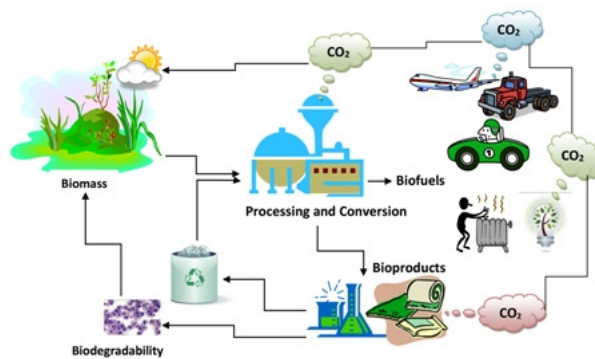 CO₂
CO₂
CO₂
Biomass
Biofuels
Processing and Conversion
Bioproducts
CO₂
Biodegradability